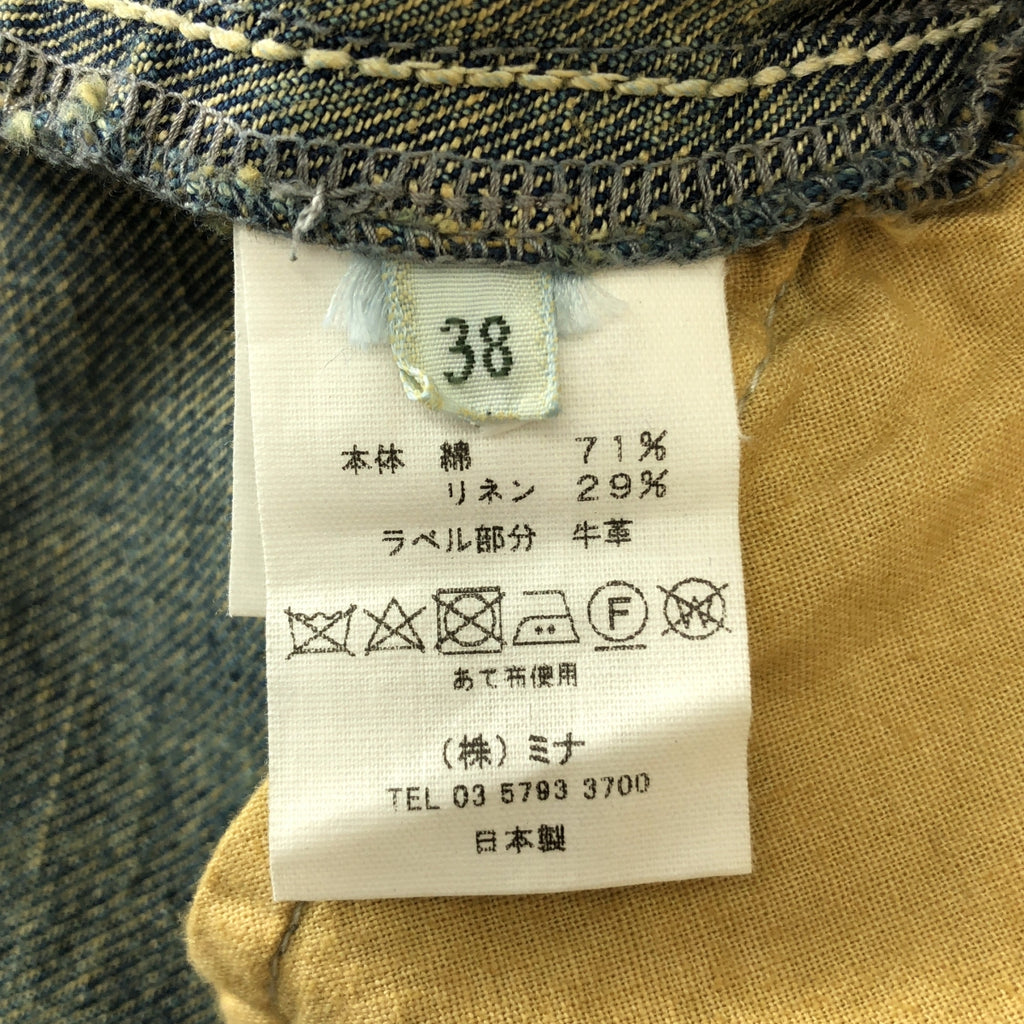 38
本体 綿 71%
リネン 29%
ラベル部分 牛革
F W
あて布使用
(株)ミナ
TEL 03 5793 3700
日本製